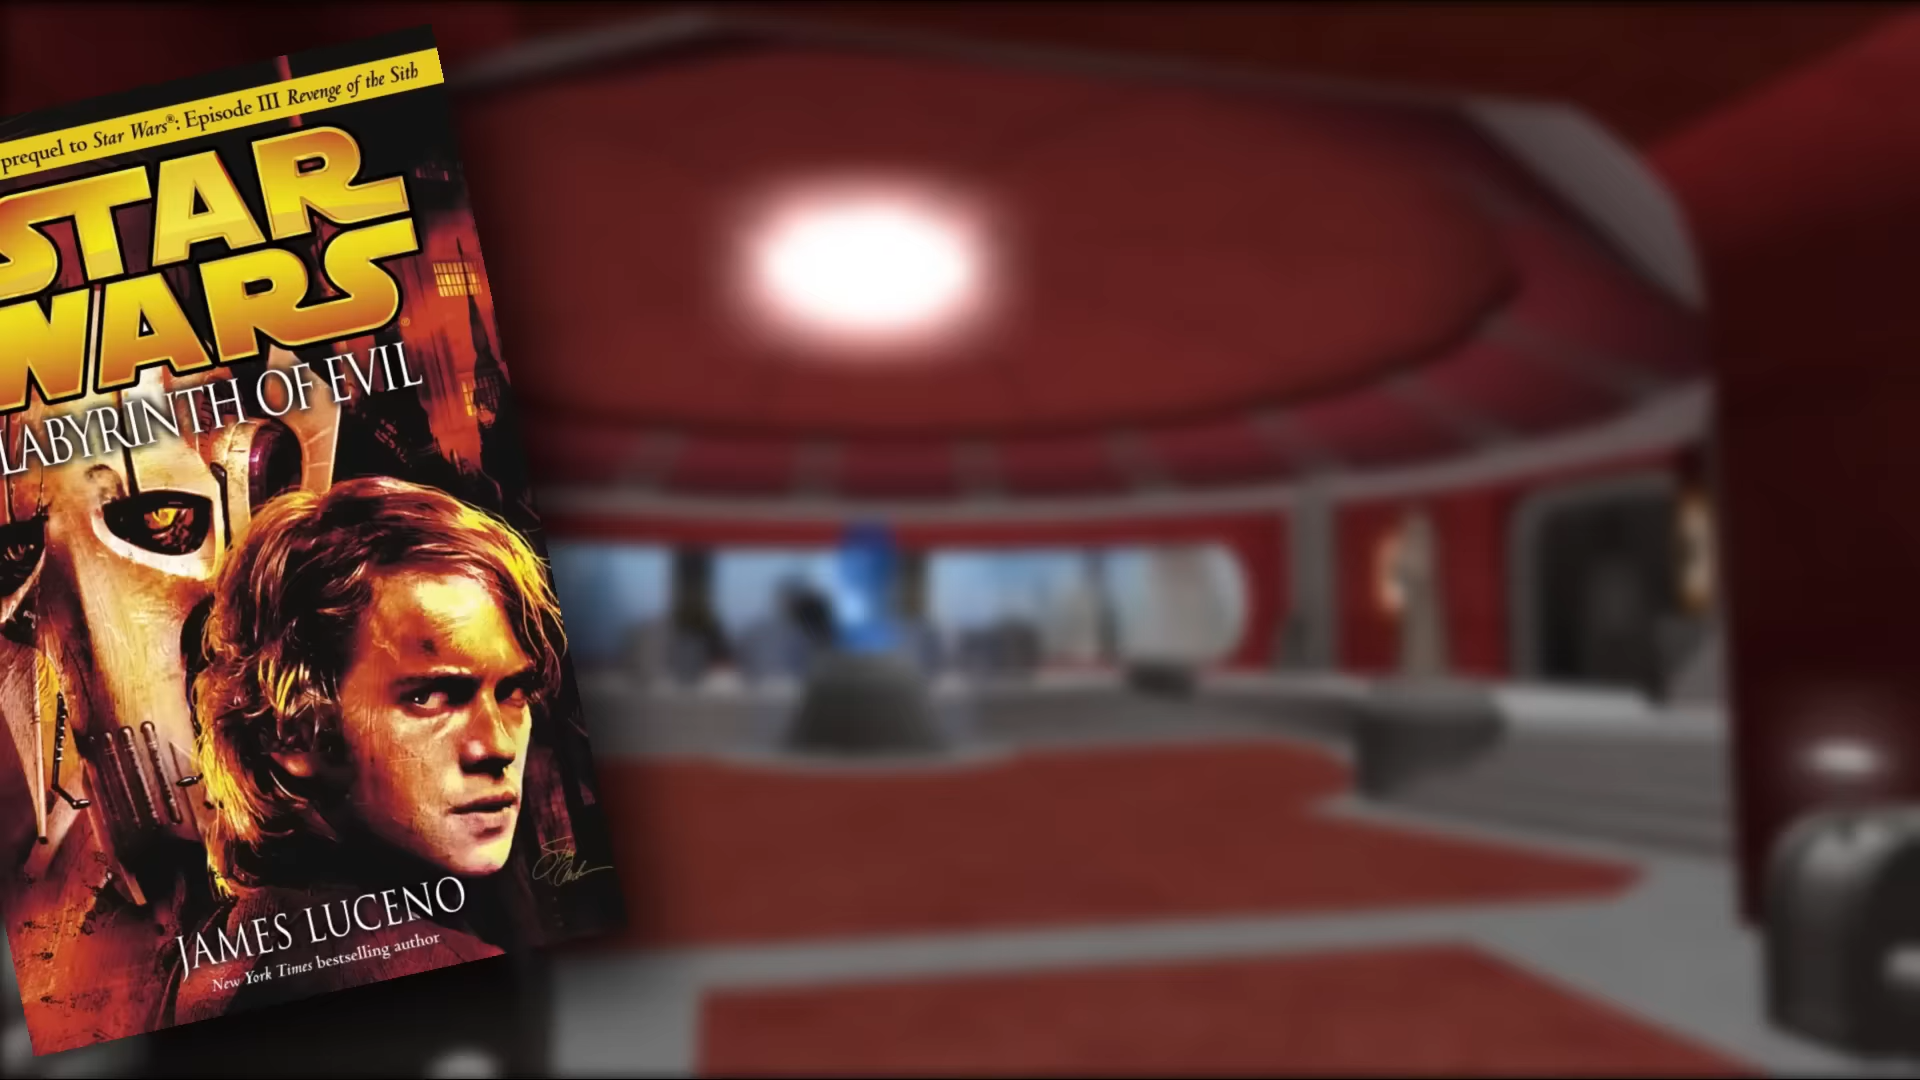 prequel to Star Wars®: Episode III Revenge of the Sith
STAR
WARS®
LABYRINTH OF EVIL
JAMES LUCENO
New York Times bestselling author